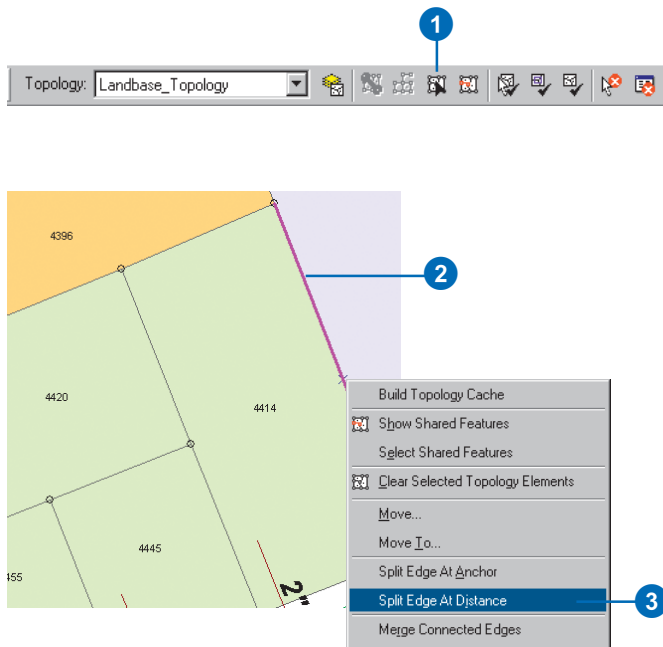 1
Topology: Landbase_Topology
4396
2
4420
4414
4445
455
2"
Build Topology Cache
Show Shared Features
Select Shared Features
Clear Selected Topology Elements
Move...
Move To...
Split Edge At Anchor
Split Edge At Distance
3
Merge Connected Edges